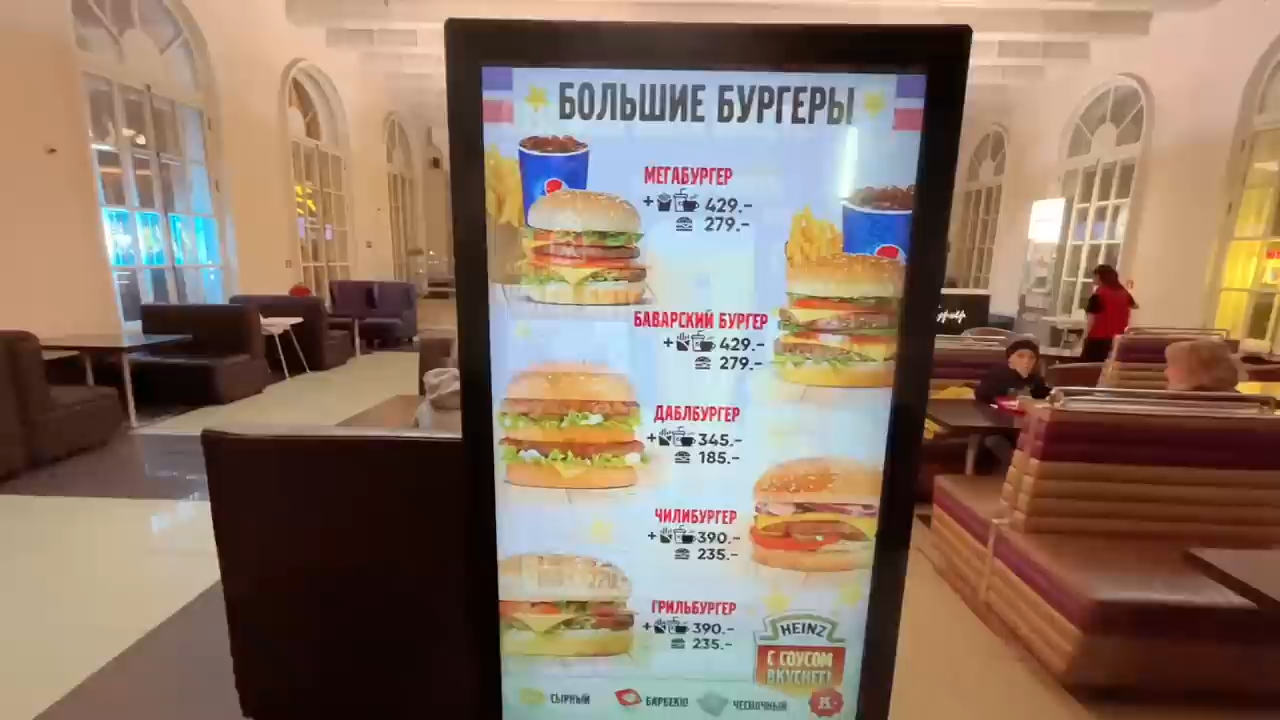 БОЛЬШИЕ БУРГЕРЫ
МЕГАБУРГЕР
+ 429.-
279.-
БАВАРСКИЙ БУРГЕР
+ 429.-
279.-
ДАБЛБУРГЕР
+ 345.-
185.-
ЧИЛИБУРГЕР
+ 390.-
235.-
ГРИЛЬБУРГЕР
+ 390.-
235.-
HEINZ
С СОУСОМ
ВКУСНЕЕ!
СЫРНЫЙ БАРБЕКЮ ЧЕСНОЧНЫЙ